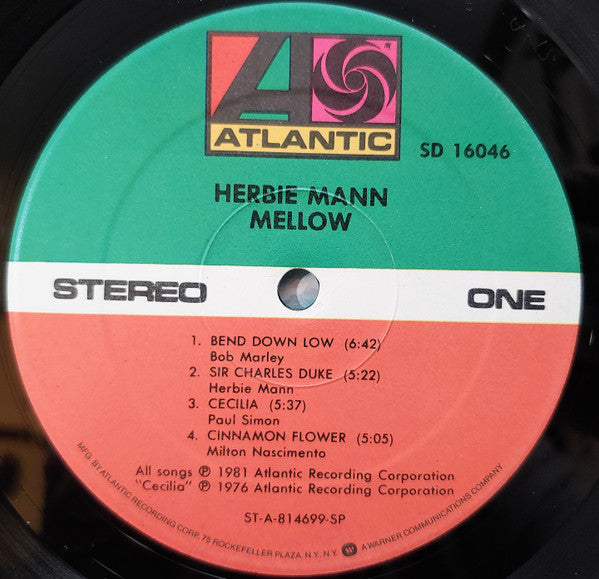 ATLANTIC
®
SD 16046
HERBIE MANN
MELLOW
STEREO ONE
1. BEND DOWN LOW (6:42)
Bob Marley
2. SIR CHARLES DUKE (5:22)
Herbie Mann
3. CECILIA (5:37)
Paul Simon
4. CINNAMON FLOWER (5:05)
Milton Nascimento
All songs ℗ 1981 Atlantic Recording Corporation
"Cecilia" ℗ 1976 Atlantic Recording Corporation
ST-A-814699-SP
MFG. BY ATLANTIC RECORDING CORP., 75 ROCKEFELLER PLAZA, N.Y. N.Y. A WARNER COMMUNICATIONS COMPANY